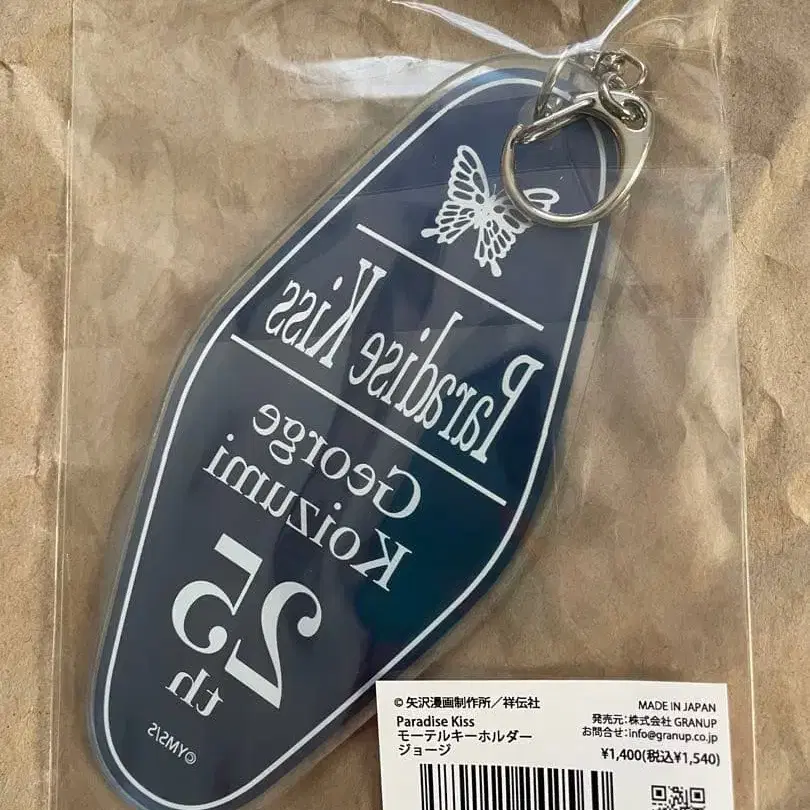 Paradise Kiss
George
Koizumi
25
th
©YMS/S
© 矢沢漫画制作所／祥伝社
Paradise Kiss
モーテルキーホルダー
ジョージ
MADE IN JAPAN
発売元：株式会社 GRANUP
お問合せ：info@granup.co.jp
¥1,400(税込¥1,540)